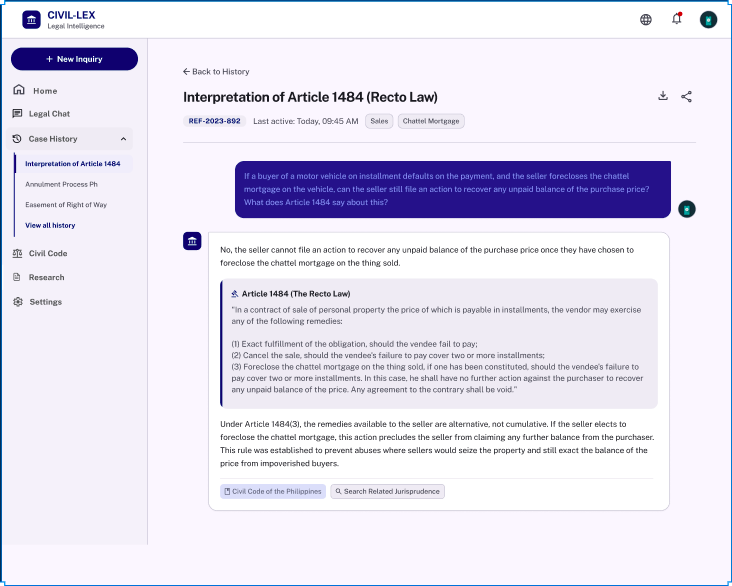 CIVIL-LEX
Legal Intelligence
+ New Inquiry
Home
Legal Chat
Case History
Interpretation of Article 1484
Annulment Process Ph
Easement of Right of Way
View all history
Civil Code
Research
Settings
← Back to History
Interpretation of Article 1484 (Recto Law)
REF-2023-892
Last active: Today, 09:45 AM
Sales
Chattel Mortgage
If a buyer of a motor vehicle on installment defaults on the payment, and the seller forecloses the chattel
mortgage on the vehicle, can the seller still file an action to recover any unpaid balance of the purchase price?
What does Article 1484 say about this?
No, the seller cannot file an action to recover any unpaid balance of the purchase price once they have chosen to
foreclose the chattel mortgage on the thing sold.
Article 1484 (The Recto Law)
"In a contract of sale of personal property the price of which is payable in installments, the vendor may exercise
any of the following remedies:
(1) Exact fulfillment of the obligation, should the vendee fail to pay;
(2) Cancel the sale, should the vendee's failure to pay cover two or more installments;
(3) Foreclose the chattel mortgage on the thing sold, if one has been constituted, should the vendee's failure to
pay cover two or more installments. In this case, he shall have no further action against the purchaser to recover
any unpaid balance of the price. Any agreement to the contrary shall be void."
Under Article 1484(3), the remedies available to the seller are alternative, not cumulative. If the seller elects to
foreclose the chattel mortgage, this action precludes the seller from claiming any further balance from the purchaser.
This rule was established to prevent abuses where sellers would seize the property and still exact the balance of the
price from impoverished buyers.
Civil Code of the Philippines
Search Related Jurisprudence